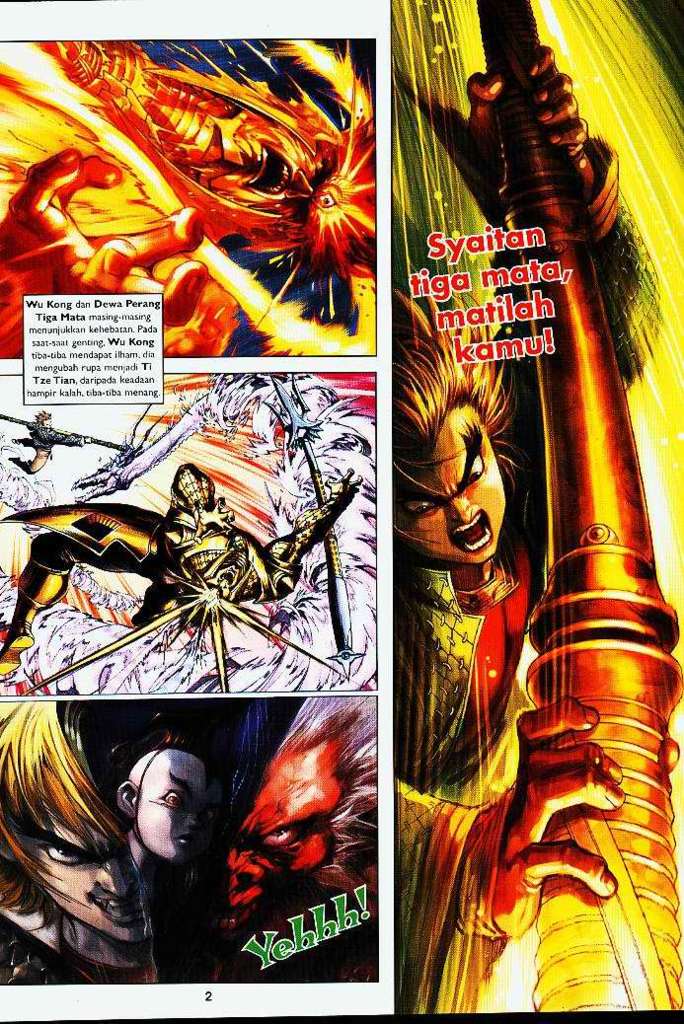 Wu Kong dan Dewa Perang
Tiga Mata masing-masing
menunjukkan kehebatan. Pada
saat-saat genting, Wu Kong
tiba-tiba mendapat ilham, dia
mengubah rupa menjadi Ti
Tze Tian, daripada keadaan
hampir kalah, tiba-tiba menang.
Syaitan
tiga mata,
matilah
kamu!
Yehhh!
2